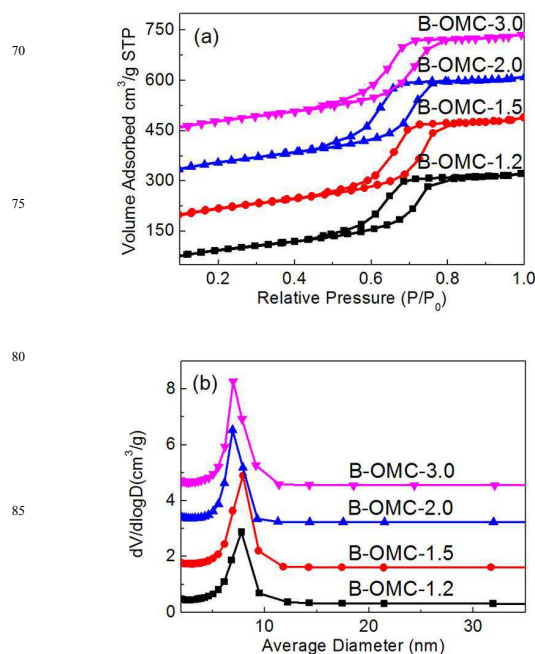 70
75
80
85
(a)
B-OMC-3.0
B-OMC-2.0
B-OMC-1.5
B-OMC-1.2
Volume Adsorbed cm³/g STP
750
600
450
300
150
0.2 0.4 0.6 0.8 1.0
Relative Pressure (P/P₀)
(b)
B-OMC-3.0
B-OMC-2.0
B-OMC-1.5
B-OMC-1.2
dV/dlogD(cm³/g)
8
6
4
2
0
10 20 30
Average Diameter (nm)